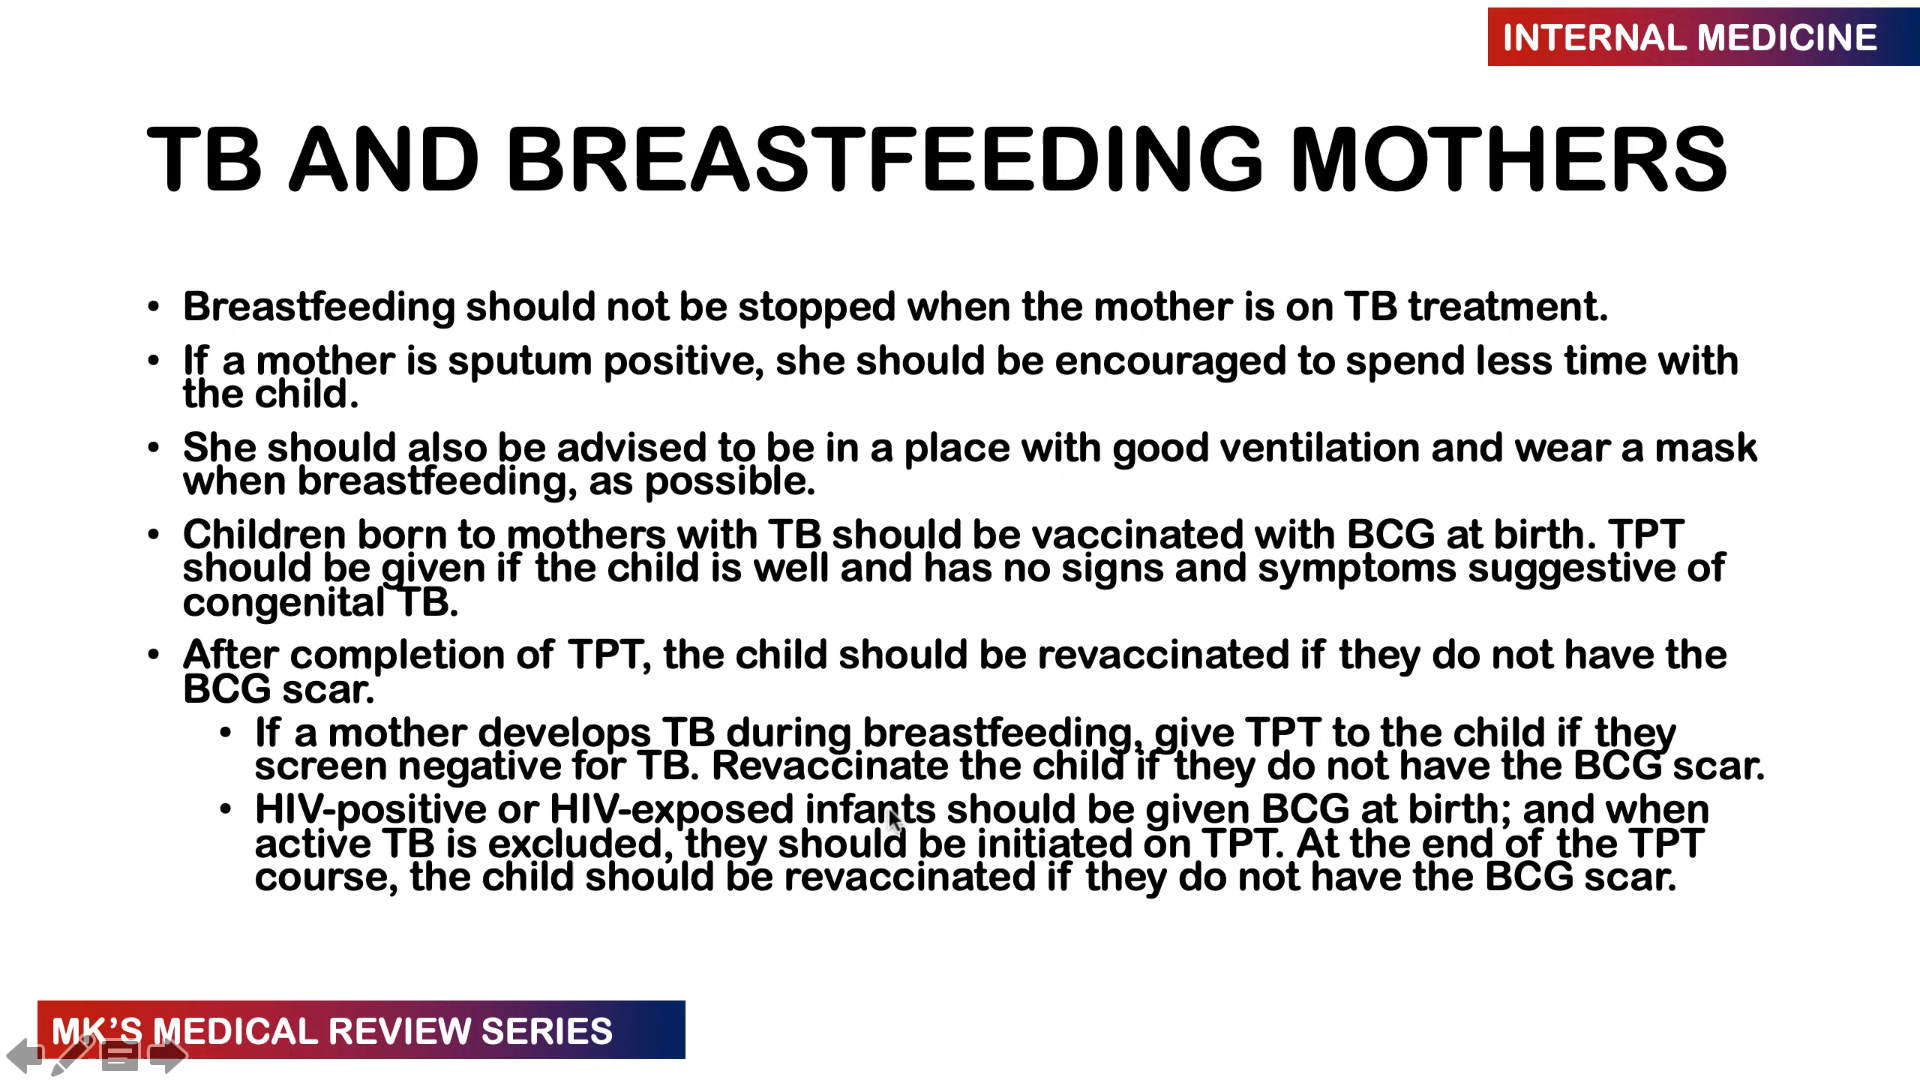 INTERNAL MEDICINE
TB AND BREASTFEEDING MOTHERS
• Breastfeeding should not be stopped when the mother is on TB treatment.
• If a mother is sputum positive, she should be encouraged to spend less time with
the child.
• She should also be advised to be in a place with good ventilation and wear a mask
when breastfeeding, as possible.
• Children born to mothers with TB should be vaccinated with BCG at birth. TPT
should be given if the child is well and has no signs and symptoms suggestive of
congenital TB.
• After completion of TPT, the child should be revaccinated if they do not have the
BCG scar.
• If a mother develops TB during breastfeeding, give TPT to the child if they
screen negative for TB. Revaccinate the child if they do not have the BCG scar.
• HIV-positive or HIV-exposed infants should be given BCG at birth; and when
active TB is excluded, they should be initiated on TPT. At the end of the TPT
course, the child should be revaccinated if they do not have the BCG scar.
MK'S MEDICAL REVIEW SERIES